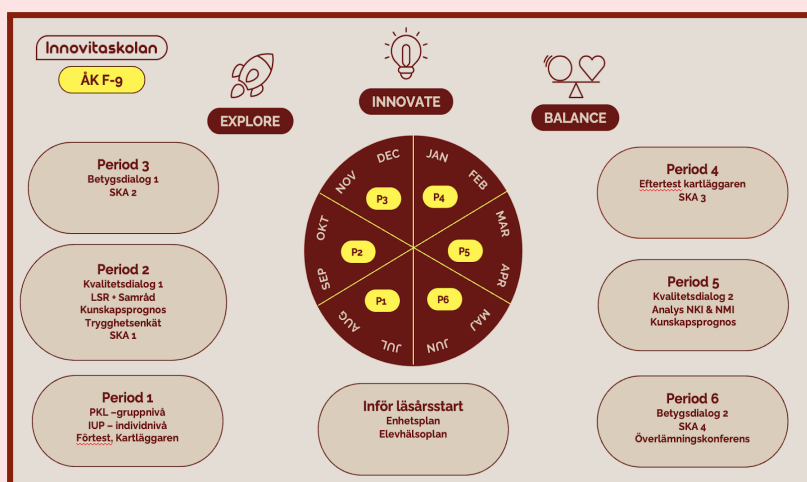 Innovitaskolan
ÅK F-9
EXPLORE
INNOVATE
BALANCE
Period 3
Betygsdialog 1
SKA 2
Period 2
Kvalitetsdialog 1
LSR + Samråd
Kunskapsprognos
Trygghetsenkät
SKA 1
Period 1
PKL –gruppnivå
IUP – individnivå
Förtest, Kartläggaren
JAN
FEB
MAR
APR
MAJ
JUN
JUL
AUG
SEP
OKT
NOV
DEC
P4
P5
P6
P1
P2
P3
Inför läsårsstart
Enhetsplan
Elevhälsoplan
Period 4
Eftertest kartläggaren
SKA 3
Period 5
Kvalitetsdialog 2
Analys NKI & NMI
Kunskapsprognos
Period 6
Betygsdialog 2
SKA 4
Överlämningskonferens